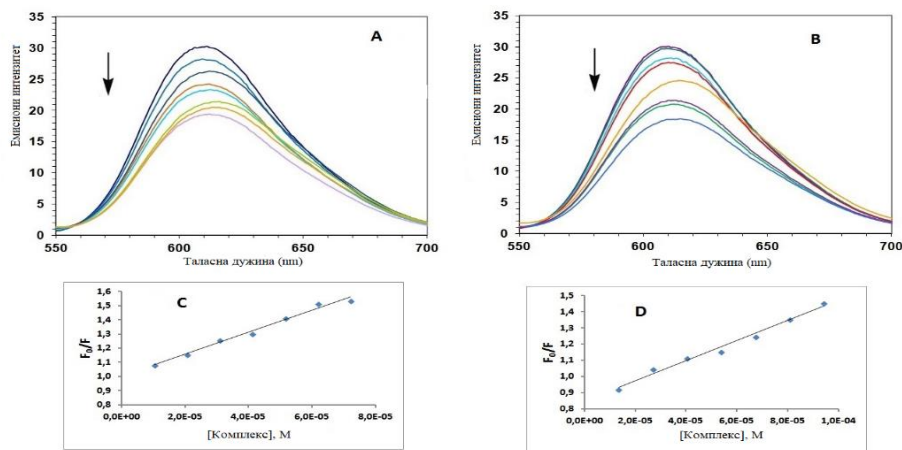 A
Емисиони интензитет
35
30
25
20
15
10
5
0
550 600 650 700
Таласна дужина (nm)
B
Емисиони интензитет
35
30
25
20
15
10
5
0
550 600 650 700
Таласна дужина (nm)
C
F₀/F
1,6
1,5
1,4
1,3
1,2
1,1
1,0
0,9
0,8
0,0E+00 2,0E-05 4,0E-05 6,0E-05 8,0E-05
[Комплекс], М
D
F₀/F
1,5
1,4
1,3
1,2
1,1
1,0
0,9
0,8
0,0E+00 2,0E-05 4,0E-05 6,0E-05 8,0E-05 1,0E-04
[Комплекс], М